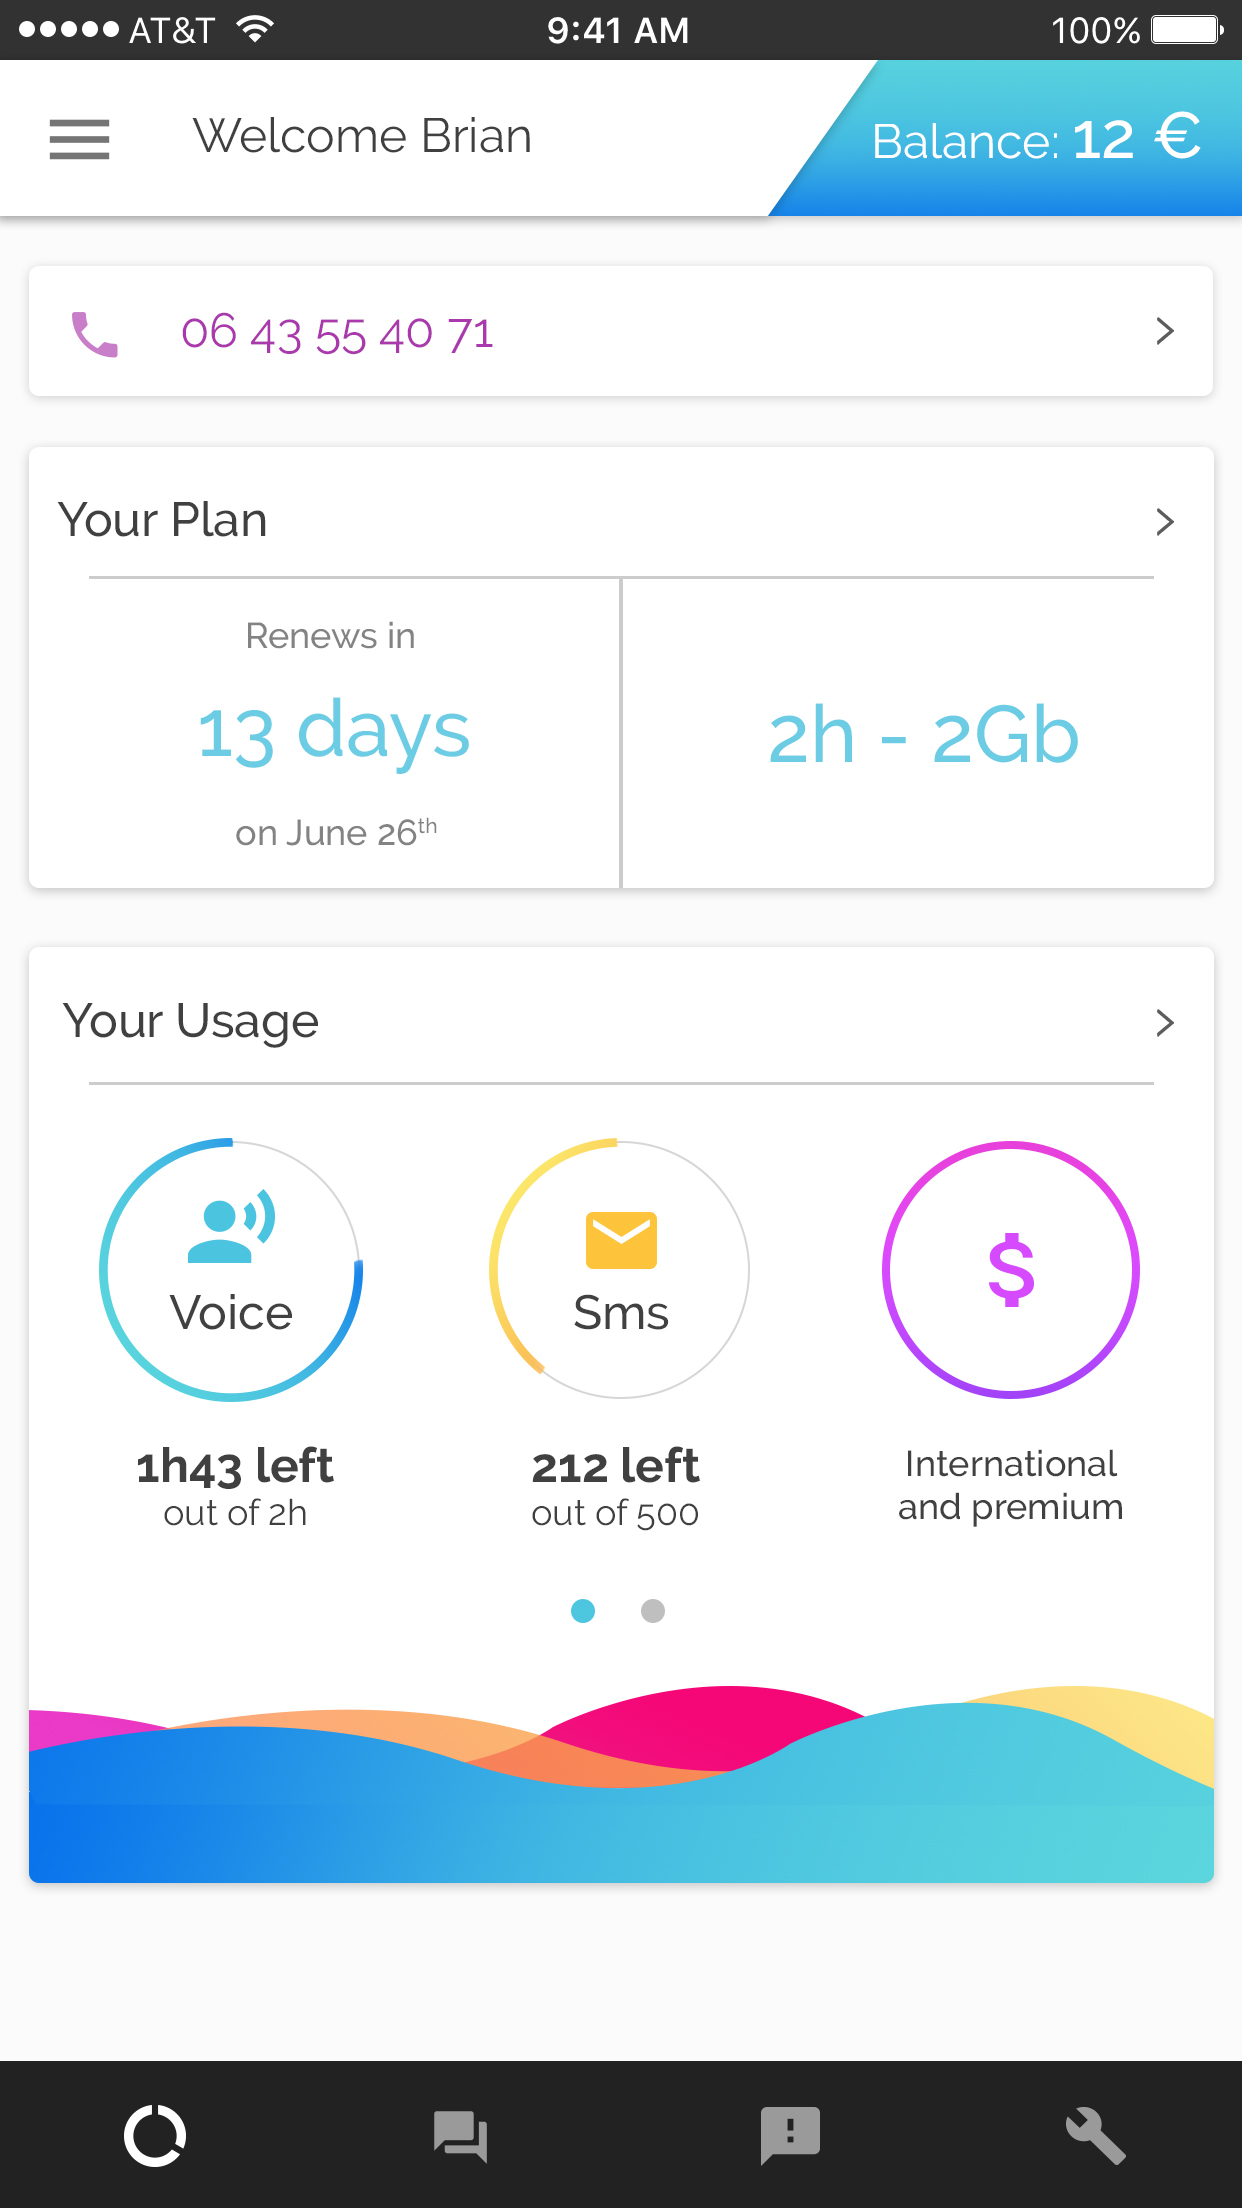 AT&T 9:41 AM 100%
Welcome Brian
Balance: 12 €
06 43 55 40 71
Your Plan
Renews in
13 days
on June 26th
2h - 2Gb
Your Usage
Voice
1h43 left
out of 2h
Sms
212 left
out of 500
$
International
and premium